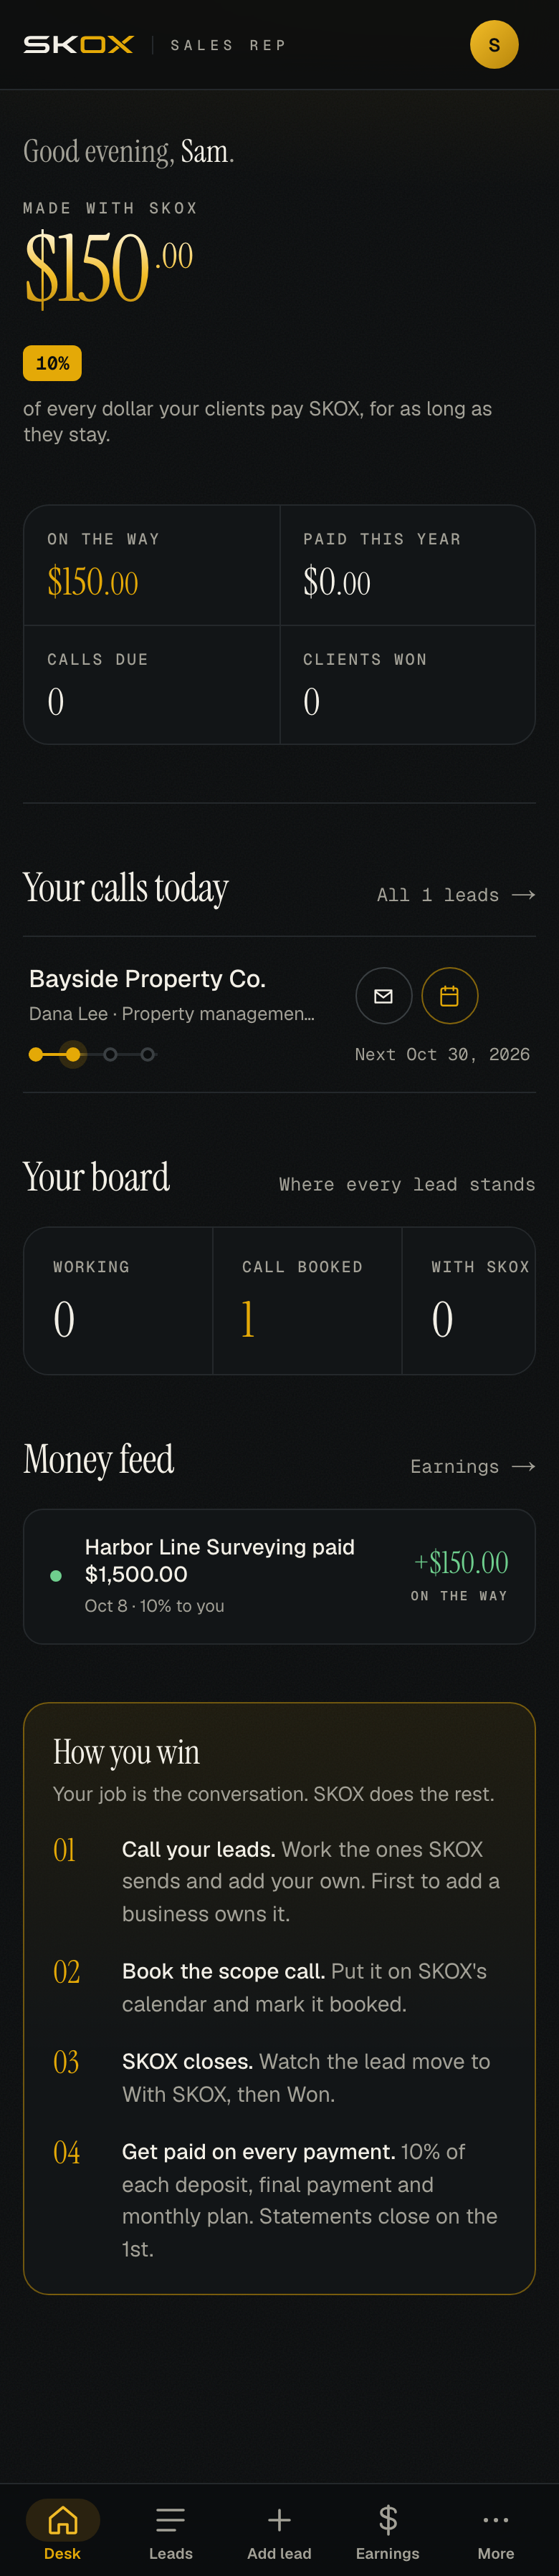 SKOX
SALES REP
S
Good evening, Sam.
MADE WITH SKOX
$150.00
10%
of every dollar your clients pay SKOX, for as long as
they stay.
ON THE WAY
$150.00
PAID THIS YEAR
$0.00
CALLS DUE
0
CLIENTS WON
0
Your calls today
All 1 leads →
Bayside Property Co.
Dana Lee · Property managemen...
Next Oct 30, 2026
Your board
Where every lead stands
WORKING
0
CALL BOOKED
1
WITH SKOX
0
Money feed
Earnings →
Harbor Line Surveying paid
$1,500.00
Oct 8 · 10% to you
+$150.00
ON THE WAY
How you win
Your job is the conversation. SKOX does the rest.
01
Call your leads. Work the ones SKOX
sends and add your own. First to add a
business owns it.
02
Book the scope call. Put it on SKOX's
calendar and mark it booked.
03
SKOX closes. Watch the lead move to
With SKOX, then Won.
04
Get paid on every payment. 10% of
each deposit, final payment and
monthly plan. Statements close on the
1st.
Desk
Leads
Add lead
Earnings
More